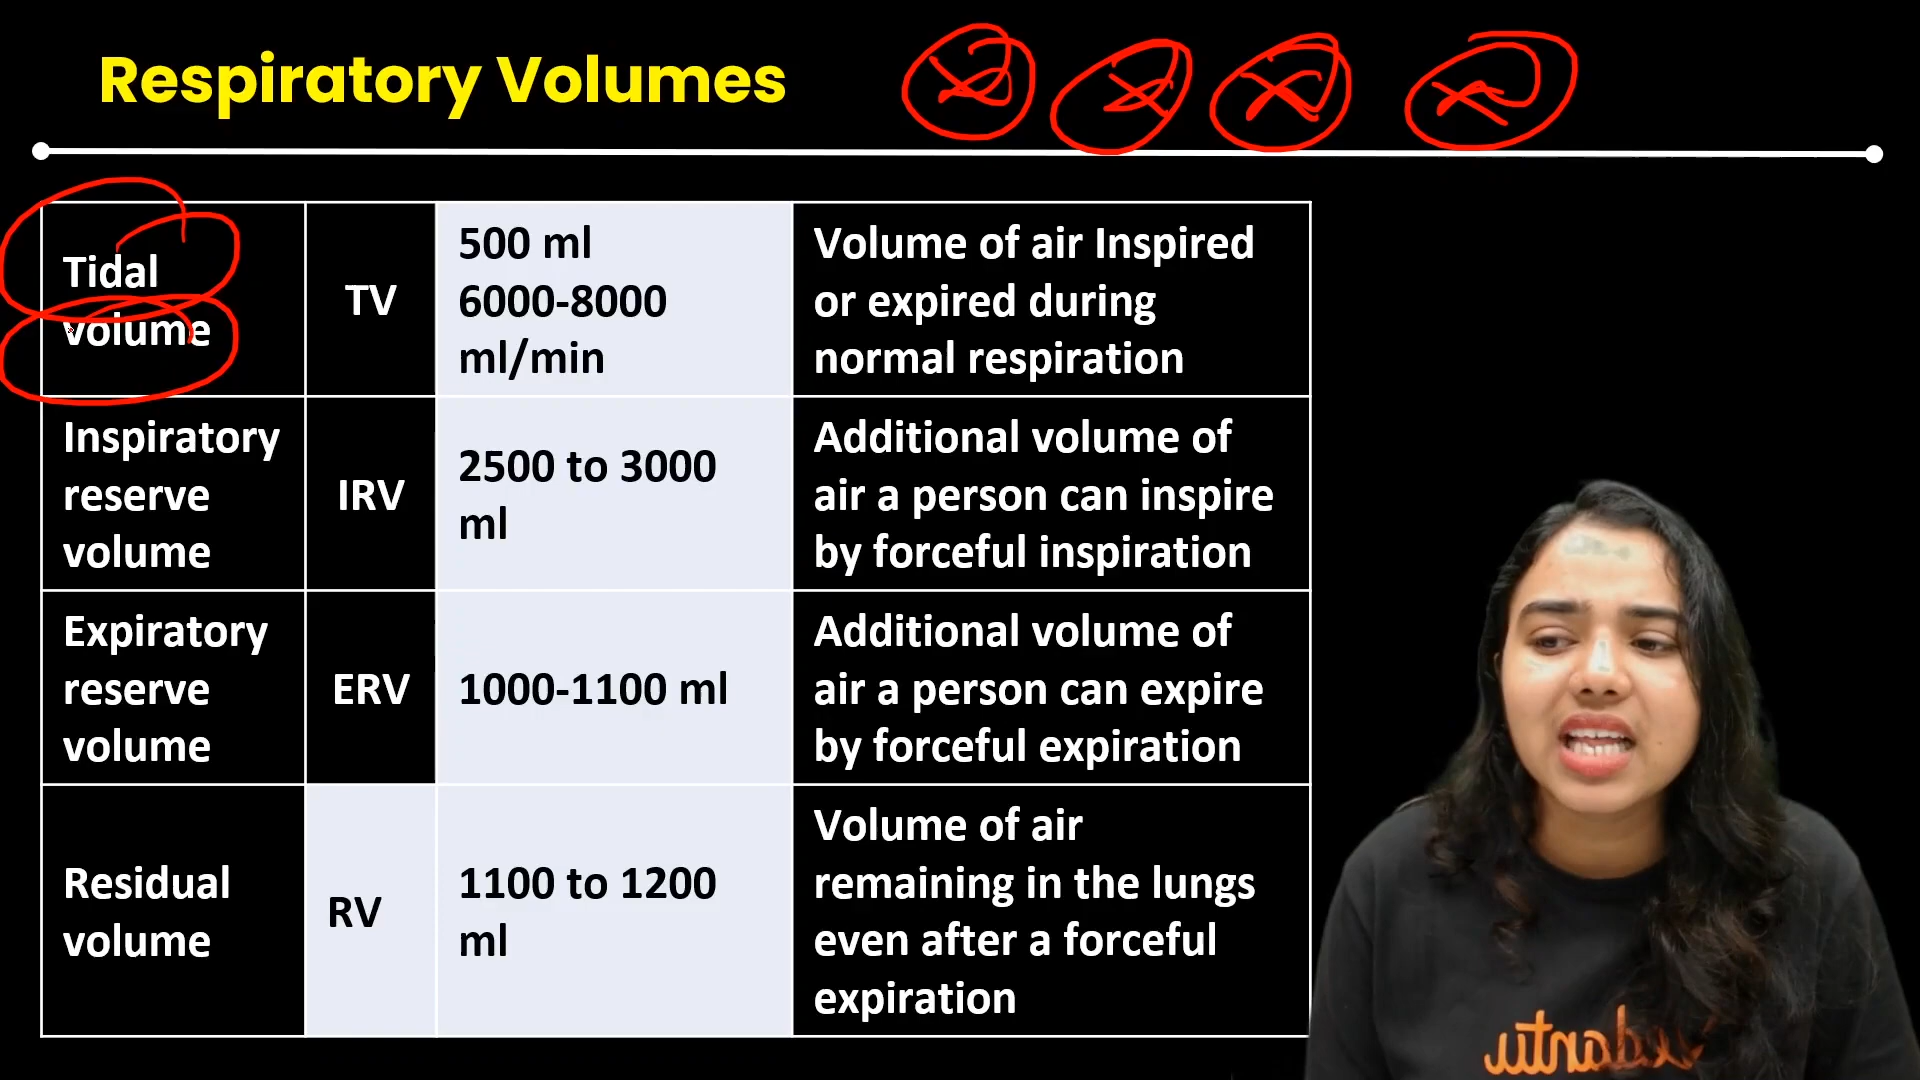 Respiratory Volumes
Tidal
volume
TV
500 ml
6000-8000
ml/min
Volume of air Inspired
or expired during
normal respiration
Inspiratory
reserve
volume
IRV
2500 to 3000
ml
Additional volume of
air a person can inspire
by forceful inspiration
Expiratory
reserve
volume
ERV
1000-1100 ml
Additional volume of
air a person can expire
by forceful expiration
Residual
volume
RV
1100 to 1200
ml
Volume of air
remaining in the lungs
even after a forceful
expiration
vedantu